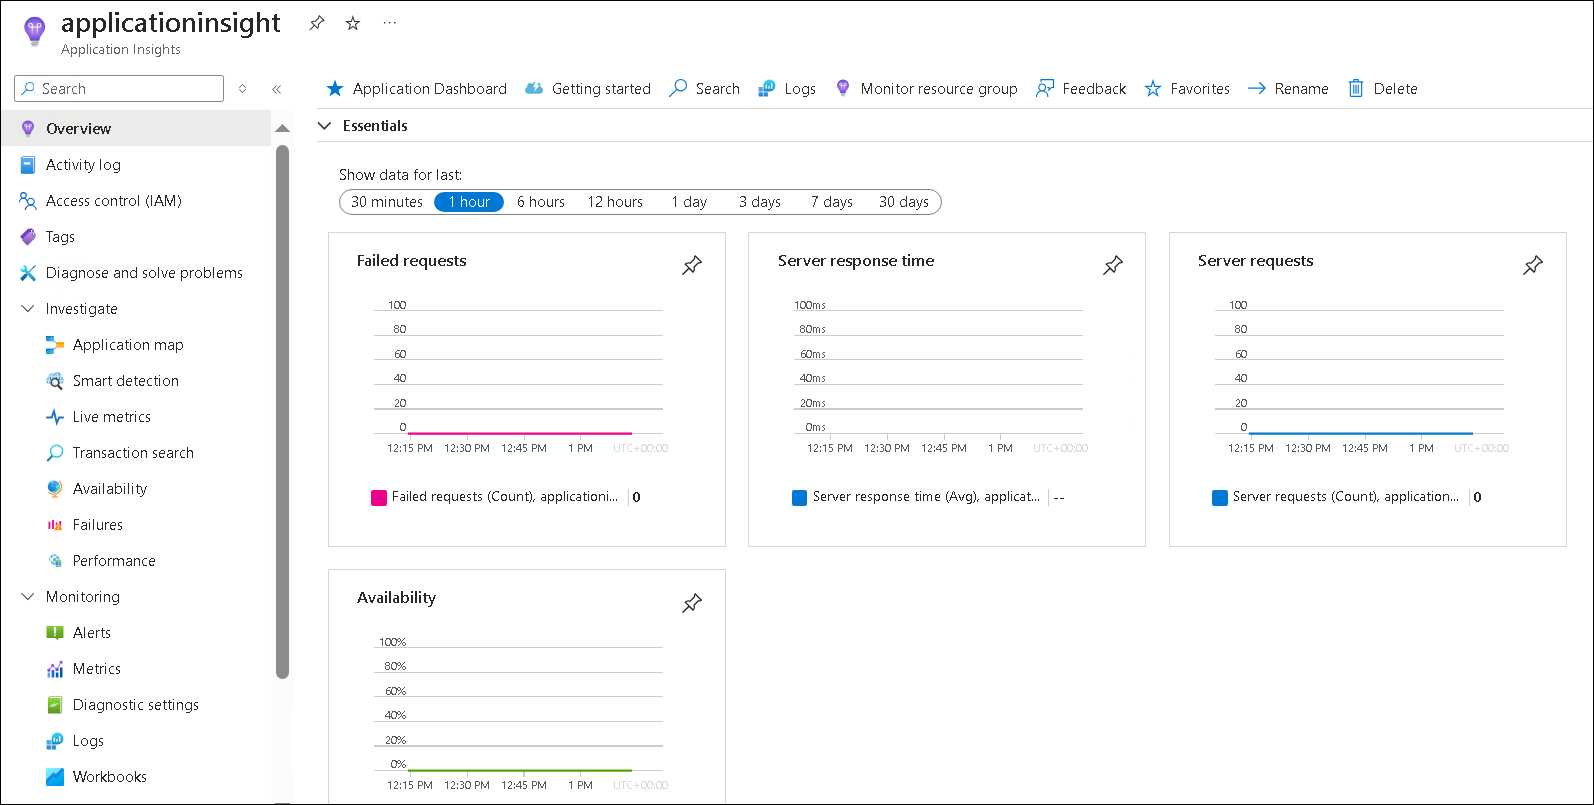 applicationinsight
Application Insights
Search
Overview
Activity log
Access control (IAM)
Tags
Diagnose and solve problems
Investigate
Application map
Smart detection
Live metrics
Transaction search
Availability
Failures
Performance
Monitoring
Alerts
Metrics
Diagnostic settings
Logs
Workbooks
Application Dashboard Getting started Search Logs Monitor resource group Feedback Favorites Rename Delete
Essentials
Show data for last:
30 minutes 1 hour 6 hours 12 hours 1 day 3 days 7 days 30 days
Failed requests
100
80
60
40
20
0
12:15 PM 12:30 PM 12:45 PM 1 PM UTC+00:00
Failed requests (Count), applicationi... 0
Server response time
100ms
80ms
60ms
40ms
20ms
0ms
12:15 PM 12:30 PM 12:45 PM 1 PM UTC+00:00
Server response time (Avg), applicat... --
Server requests
100
80
60
40
20
0
12:15 PM 12:30 PM 12:45 PM 1 PM UTC+00:00
Server requests (Count), application... 0
Availability
100%
80%
60%
40%
20%
0%
12:15 PM 12:30 PM 12:45 PM 1 PM UTC+00:00